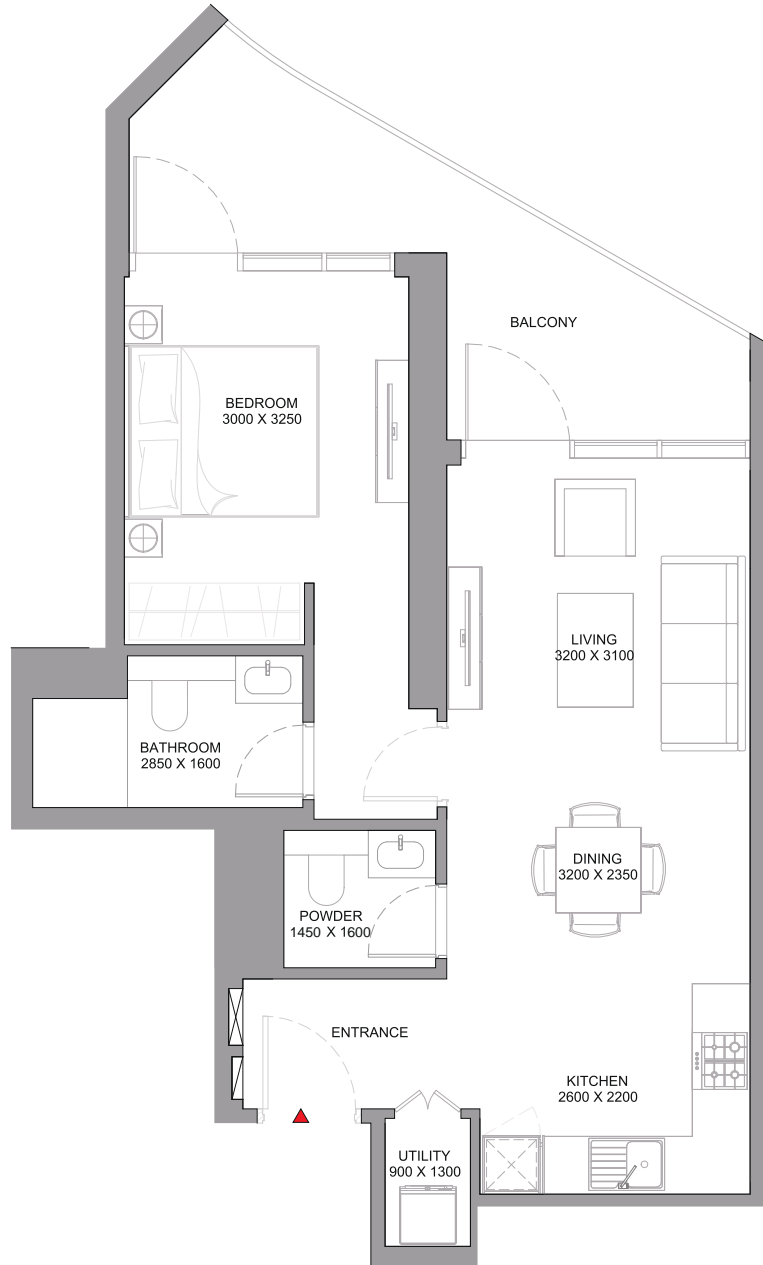 BALCONY
BEDROOM
3000 X 3250
LIVING
3200 X 3100
BATHROOM
2850 X 1600
DINING
3200 X 2350
POWDER
1450 X 1600
ENTRANCE
KITCHEN
2600 X 2200
UTILITY
900 X 1300